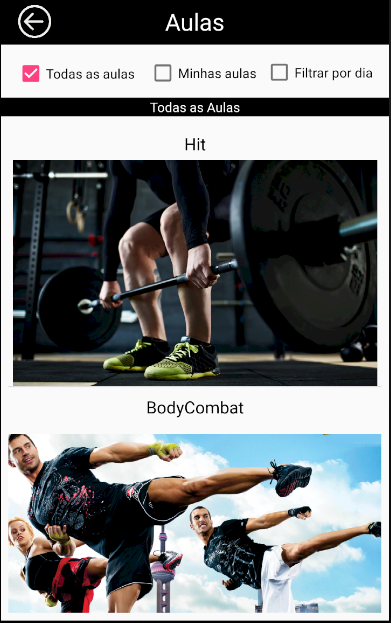 Aulas
Todas as aulas Minhas aulas Filtrar por dia
Todas as Aulas
Hit
BodyCombat